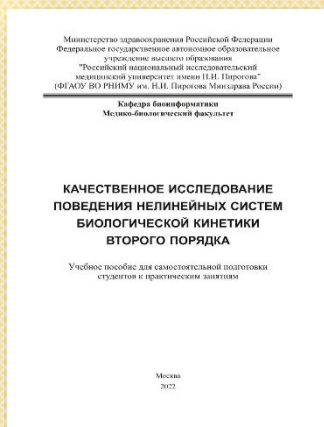 Министерство здравоохранения Российской Федерации
Федеральное государственное автономное образовательное
учреждение высшего образования
"Российский национальный исследовательский
медицинский университет имени Н.И. Пирогова"
(ФГАОУ ВО РНИМУ им. Н.И. Пирогова Минздрава России)
Кафедра биоинформатики
Медико-биологический факультет
КАЧЕСТВЕННОЕ ИССЛЕДОВАНИЕ
ПОВЕДЕНИЯ НЕЛИНЕЙНЫХ СИСТЕМ
БИОЛОГИЧЕСКОЙ КИНЕТИКИ
ВТОРОГО ПОРЯДКА
Учебное пособие для самостоятельной подготовки
студентов к практическим занятиям
Москва
2022